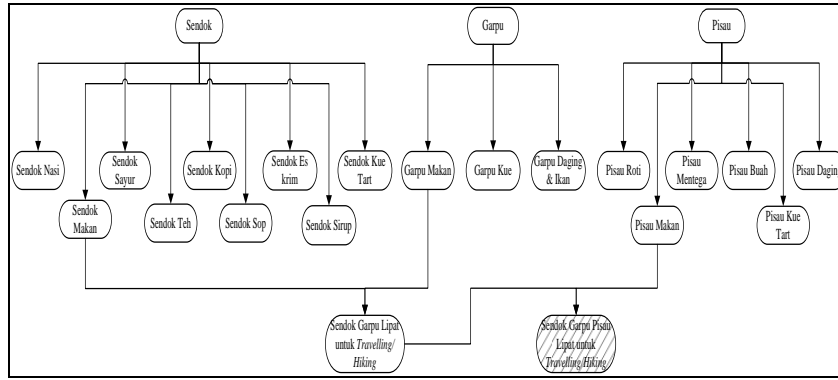 Sendok
Garpu
Pisau
Sendok Nasi
Sendok
Sayur
Sendok Kopi
Sendok Es
krim
Sendok Kue
Tart
Garpu Makan
Garpu Kue
Garpu Daging
& Ikan
Pisau Roti
Pisau
Mentega
Pisau Buah
Pisau Daging
Sendok
Makan
Sendok Teh
Sendok Sop
Sendok Sirup
Pisau Makan
Pisau Kue
Tart
Sendok Garpu Lipat
untuk Travelling/
Hiking
Sendok Garpu Pisau
Lipat untuk
Travelling/Hiking